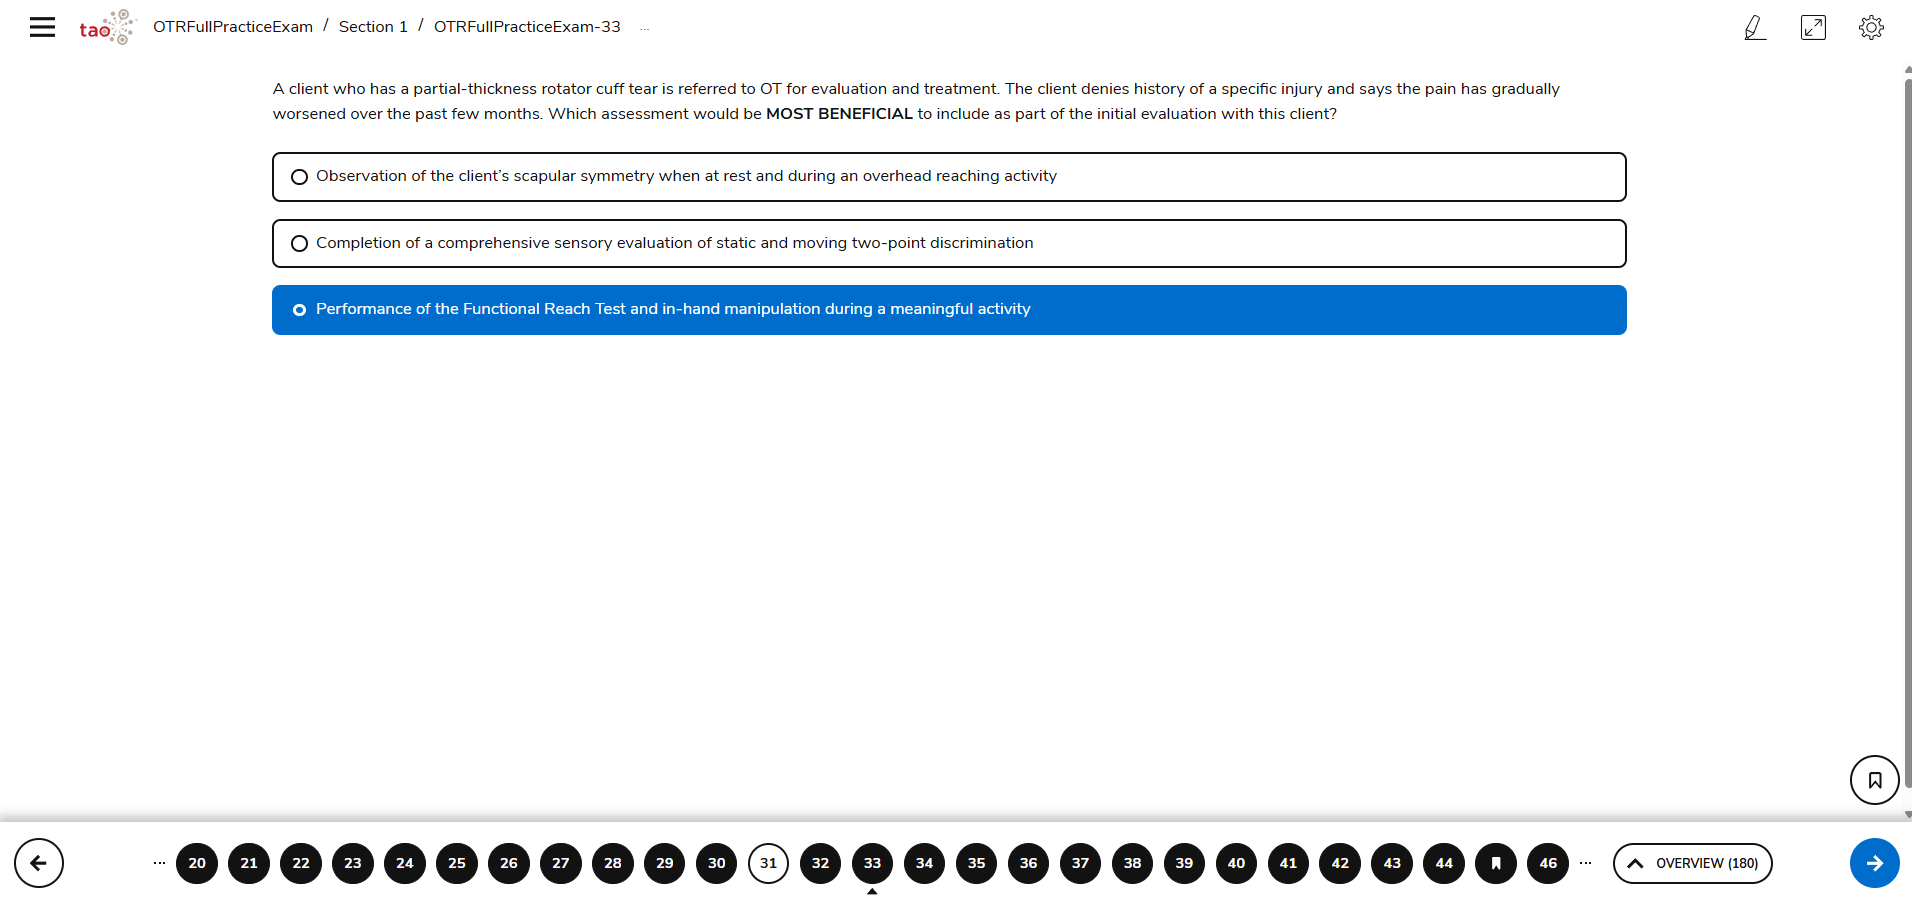 tao
OTRFullPracticeExam / Section 1 / OTRFullPracticeExam-33 ...
A client who has a partial-thickness rotator cuff tear is referred to OT for evaluation and treatment. The client denies history of a specific injury and says the pain has gradually
worsened over the past few months. Which assessment would be MOST BENEFICIAL to include as part of the initial evaluation with this client?
Observation of the client’s scapular symmetry when at rest and during an overhead reaching activity
Completion of a comprehensive sensory evaluation of static and moving two-point discrimination
Performance of the Functional Reach Test and in-hand manipulation during a meaningful activity
... 20 21 22 23 24 25 26 27 28 29 30 31 32 33 34 35 36 37 38 39 40 41 42 43 44 46 ... OVERVIEW (180)